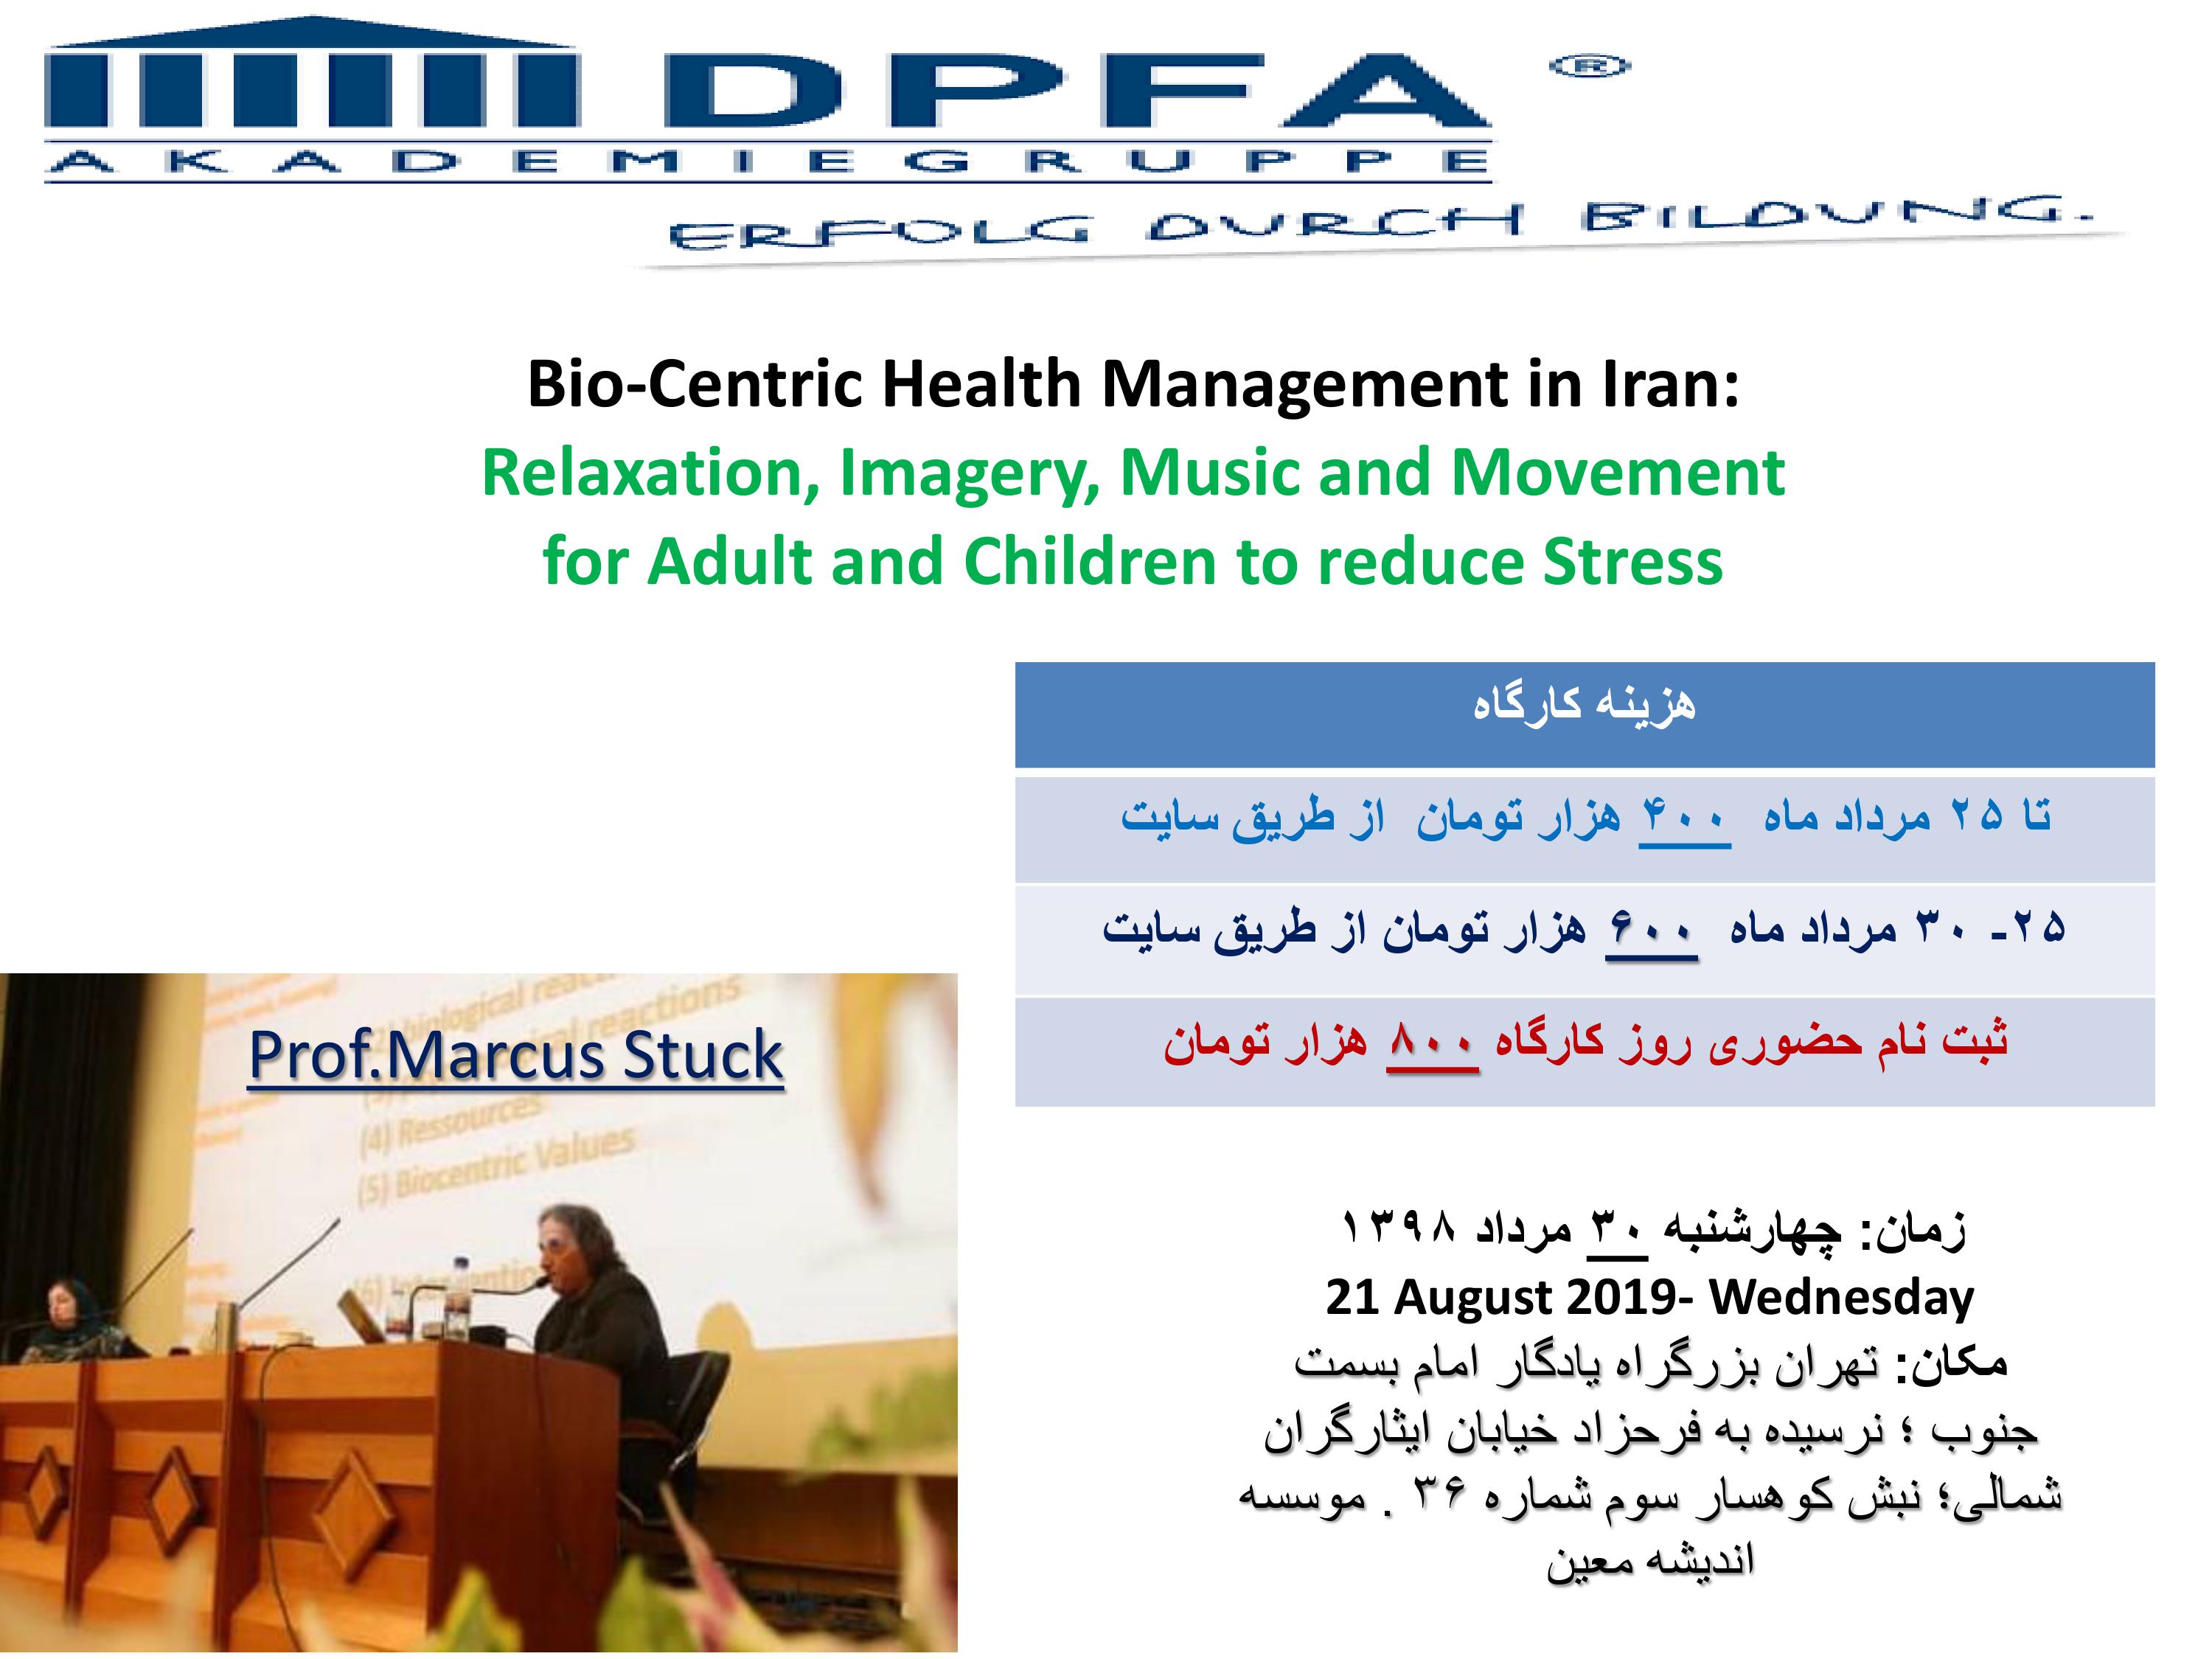 DPFA ®
AKADEMIEGRUPPE
ERFOLG DURCH BILDUNG.
Bio-Centric Health Management in Iran:
Relaxation, Imagery, Music and Movement
for Adult and Children to reduce Stress
هزینه کارگاه
تا ۲۵ مرداد ماه ۴۰۰ هزار تومان از طریق سایت
۲۵- ۳۰ مرداد ماه ۶۰۰ هزار تومان از طریق سایت
ثبت نام حضوری روز کارگاه ۸۰۰ هزار تومان
Prof.Marcus Stuck
biological
reactions
(4) Ressources
(5) Biocentric Values
زمان: چهارشنبه ۳۰ مرداد ۱۳۹۸
21 August 2019- Wednesday
مکان: تهران بزرگراه یادگار امام بسمت
جنوب ؛ نرسیده به فرحزاد خیابان ایثارگران
شمالی؛ نبش کوهسار سوم شماره ۳۶ . موسسه
اندیشه معین